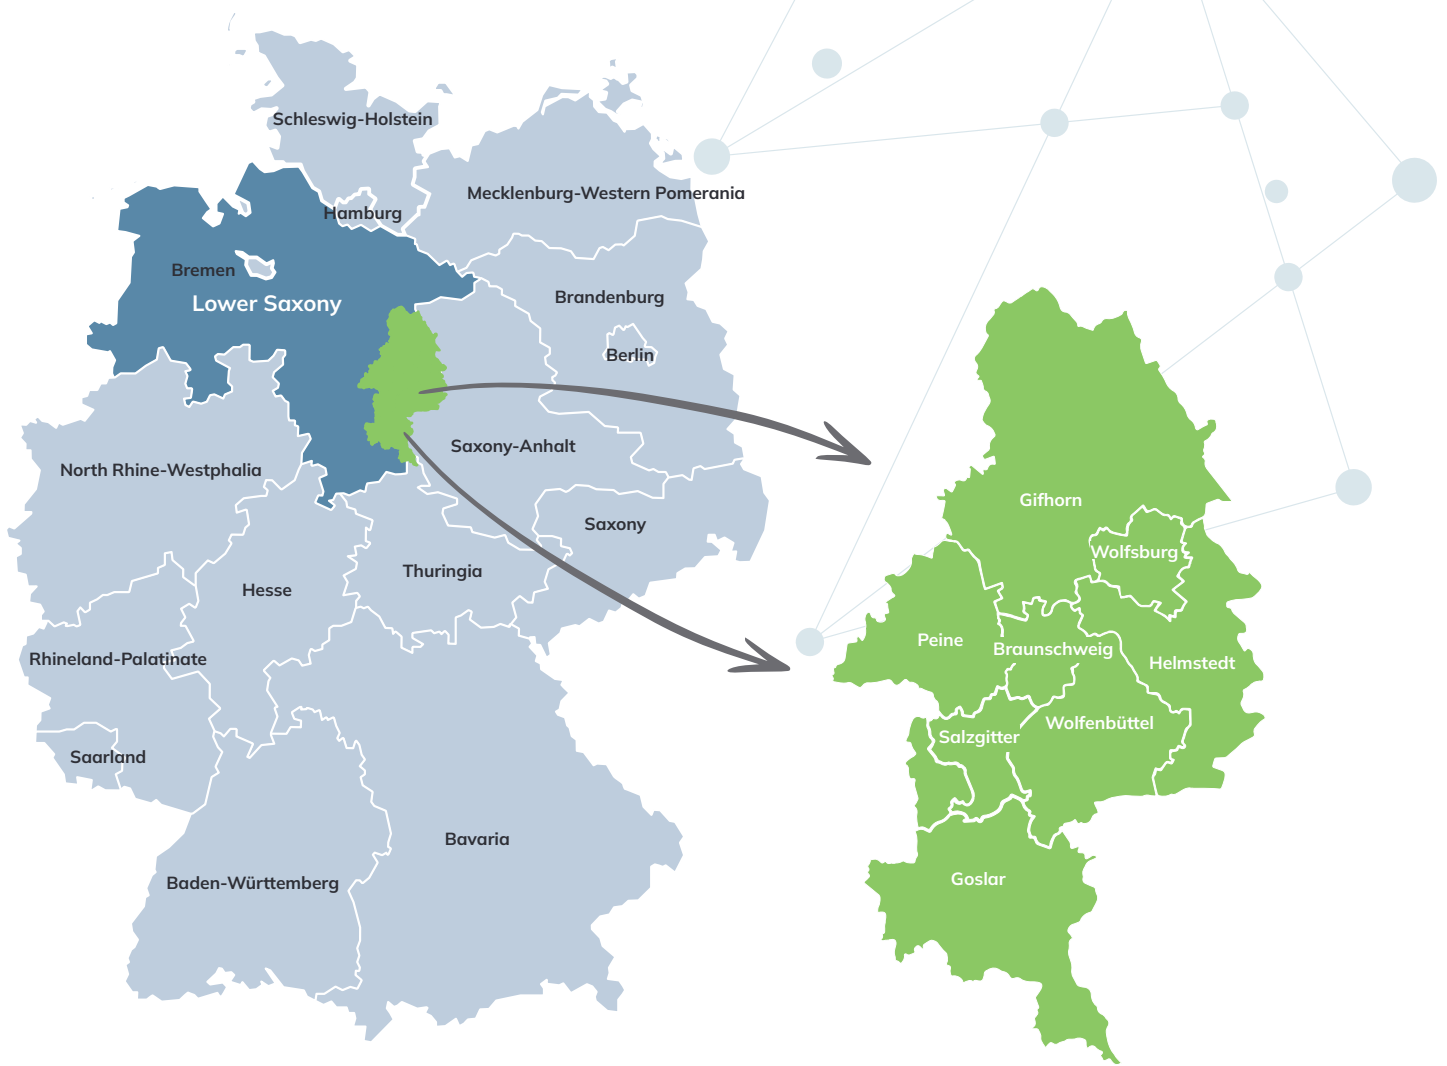 Schleswig-Holstein
Mecklenburg-Western Pomerania
Hamburg
Bremen
Lower Saxony
Brandenburg
Berlin
Saxony-Anhalt
North Rhine-Westphalia
Saxony
Thuringia
Hesse
Rhineland-Palatinate
Saarland
Bavaria
Baden-Württemberg
Gifhorn
Wolfsburg
Peine
Braunschweig
Helmstedt
Wolfenbüttel
Salzgitter
Goslar